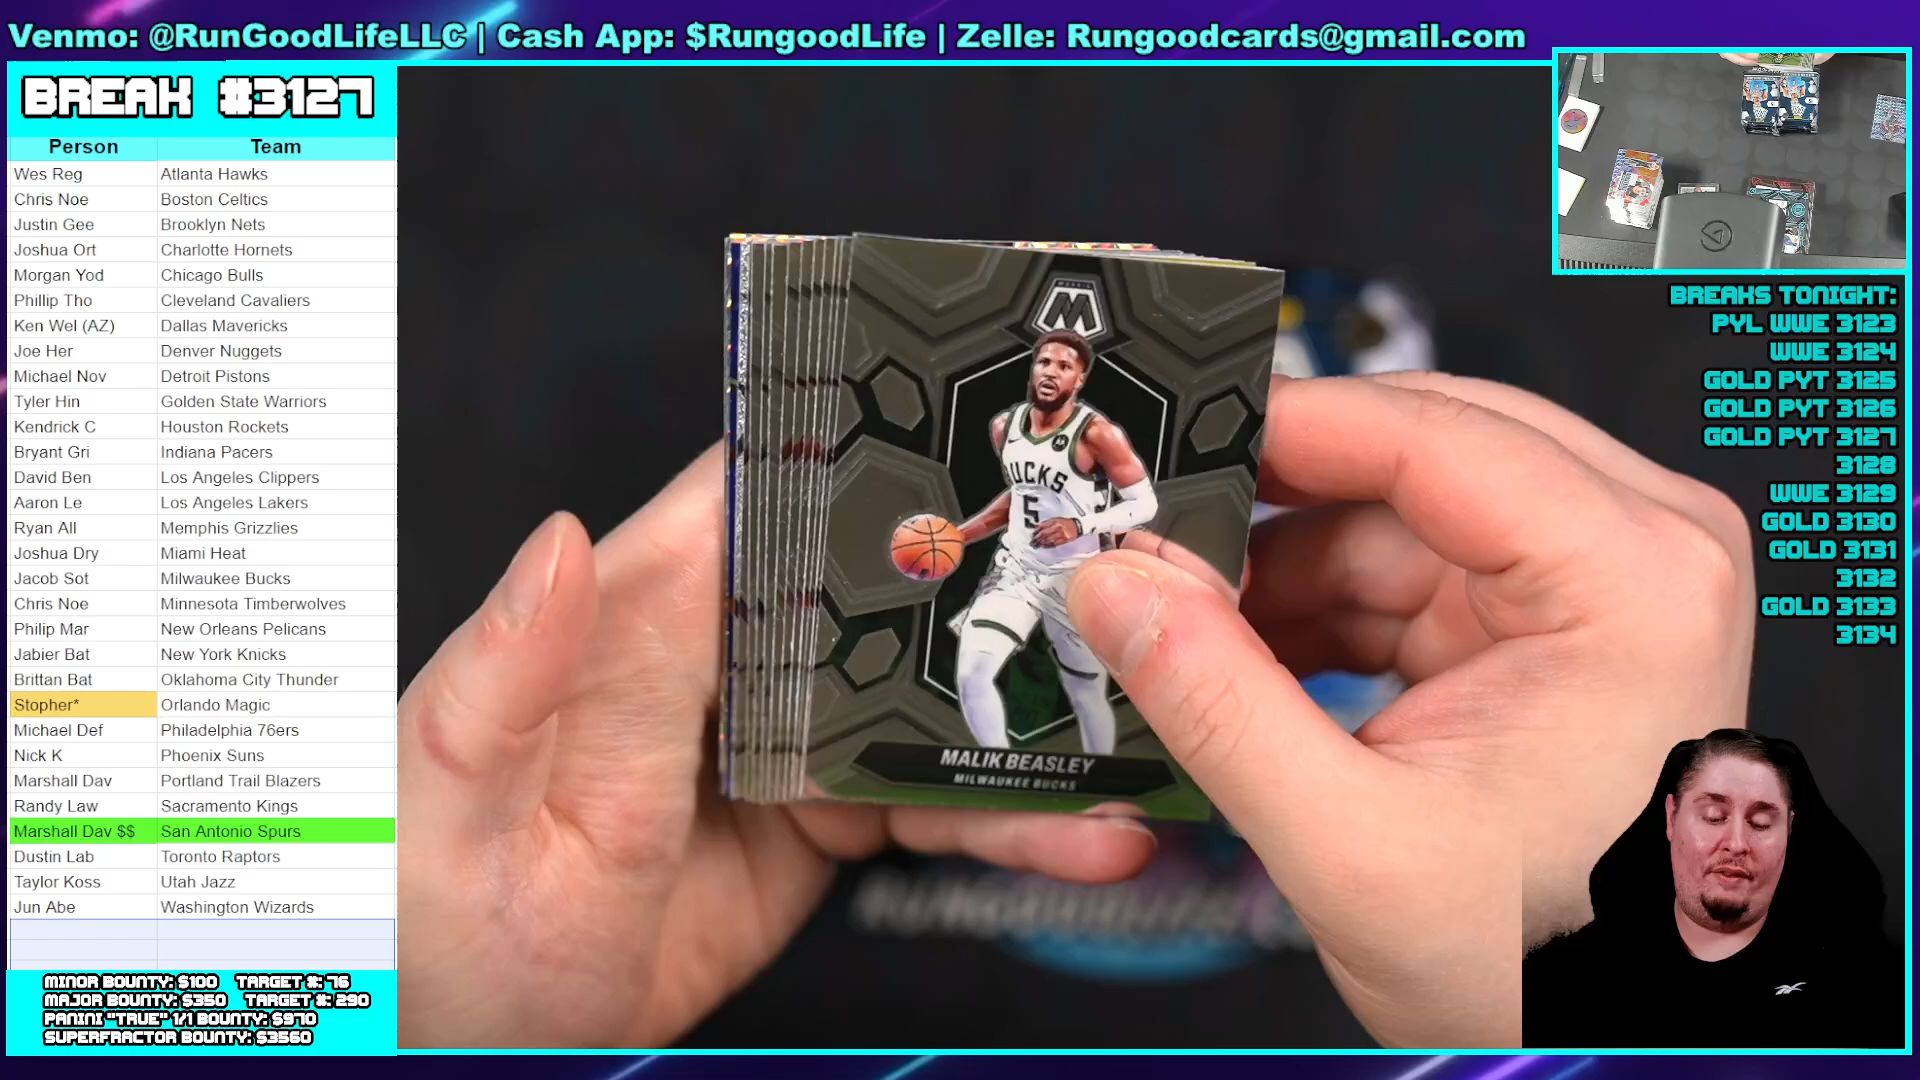 Venmo: @RunGoodLifeLLC | Cash App: $RungoodLife | Zelle: Rungoodcards@gmail.com
BREAK #3127
Person Team
Wes Reg Atlanta Hawks
Chris Noe Boston Celtics
Justin Gee Brooklyn Nets
Joshua Ort Charlotte Hornets
Morgan Yod Chicago Bulls
Phillip Tho Cleveland Cavaliers
Ken Wel (AZ) Dallas Mavericks
Joe Her Denver Nuggets
Michael Nov Detroit Pistons
Tyler Hin Golden State Warriors
Kendrick C Houston Rockets
Bryant Gri Indiana Pacers
David Ben Los Angeles Clippers
Aaron Le Los Angeles Lakers
Ryan All Memphis Grizzlies
Joshua Dry Miami Heat
Jacob Sot Milwaukee Bucks
Chris Noe Minnesota Timberwolves
Philip Mar New Orleans Pelicans
Jabier Bat New York Knicks
Brittan Bat Oklahoma City Thunder
Stopher* Orlando Magic
Michael Def Philadelphia 76ers
Nick K Phoenix Suns
Marshall Dav Portland Trail Blazers
Randy Law Sacramento Kings
Marshall Dav $$ San Antonio Spurs
Dustin Lab Toronto Raptors
Taylor Koss Utah Jazz
Jun Abe Washington Wizards
MINOR BOUNTY: $100 TARGET #: 76
MAJOR BOUNTY: $350 TARGET #: 290
PANINI "TRUE" 1/1 BOUNTY: $970
SUPERFRACTOR BOUNTY: $3560
MOSAIC
M
BUCKS
5
MALIK BEASLEY
MILWAUKEE BUCKS
BREAKS TONIGHT:
PYL WWE 3123
WWE 3124
GOLD PYT 3125
GOLD PYT 3126
GOLD PYT 3127
3128
WWE 3129
GOLD 3130
GOLD 3131
3132
GOLD 3133
3134